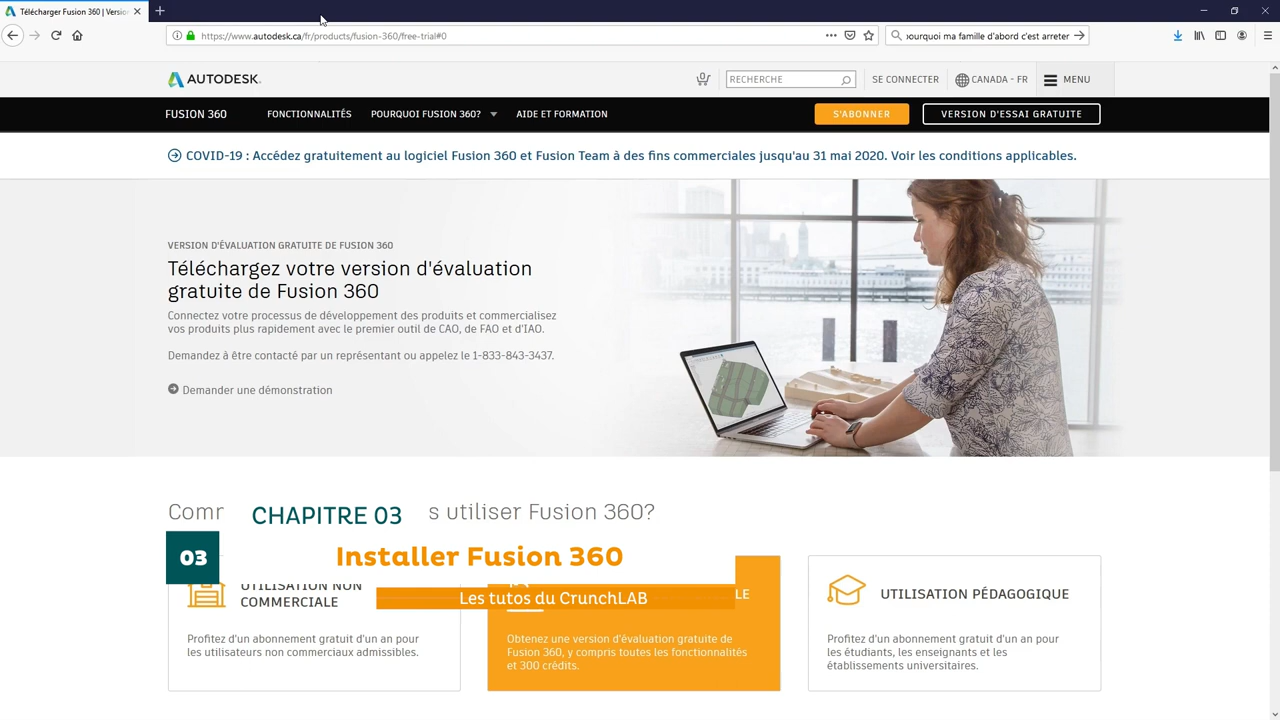 Télécharger Fusion 360 | Versio
https://www.autodesk.ca/fr/products/fusion-360/free-trial#0
pourquoi ma famille d'abord c'est arreter
AUTODESK.
RECHERCHE
SE CONNECTER
CANADA - FR
MENU
FUSION 360
FONCTIONNALITÉS
POURQUOI FUSION 360?
AIDE ET FORMATION
S'ABONNER
VERSION D'ESSAI GRATUITE
COVID-19 : Accédez gratuitement au logiciel Fusion 360 et Fusion Team à des fins commerciales jusqu'au 31 mai 2020. Voir les conditions applicables.
VERSION D'ÉVALUATION GRATUITE DE FUSION 360
Téléchargez votre version d'évaluation
gratuite de Fusion 360
Connectez votre processus de développement des produits et commercialisez
vos produits plus rapidement avec le premier outil de CAO, de FAO et d'IAO.
Demandez à être contacté par un représentant ou appelez le 1-833-843-3437.
Demander une démonstration
Comr
s utiliser Fusion 360?
CHAPITRE 03
03
Installer Fusion 360
Les tutos du CrunchLAB
UTILISATION NON
COMMERCIALE
Profitez d'un abonnement gratuit d'un an pour
les utilisateurs non commerciaux admissibles.
LE
Obtenez une version d'évaluation gratuite de
Fusion 360, y compris toutes les fonctionnalités
et 300 crédits.
UTILISATION PÉDAGOGIQUE
Profitez d'un abonnement gratuit d'un an pour
les étudiants, les enseignants et les
établissements universitaires.